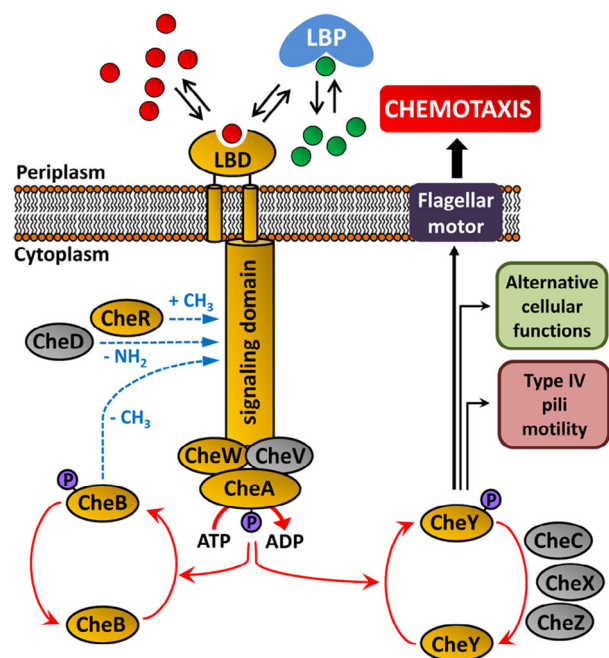 LBP
CHEMOTAXIS
LBD
Periplasm
Flagellar
motor
Cytoplasm
signaling domain
+ CH₃
CheR
CheD
- NH₂
- CH₃
Alternative
cellular
functions
Type IV
pili
motility
CheW
CheV
CheA
P
ATP
ADP
P
CheB
CheB
P
CheY
CheC
CheX
CheZ
CheY